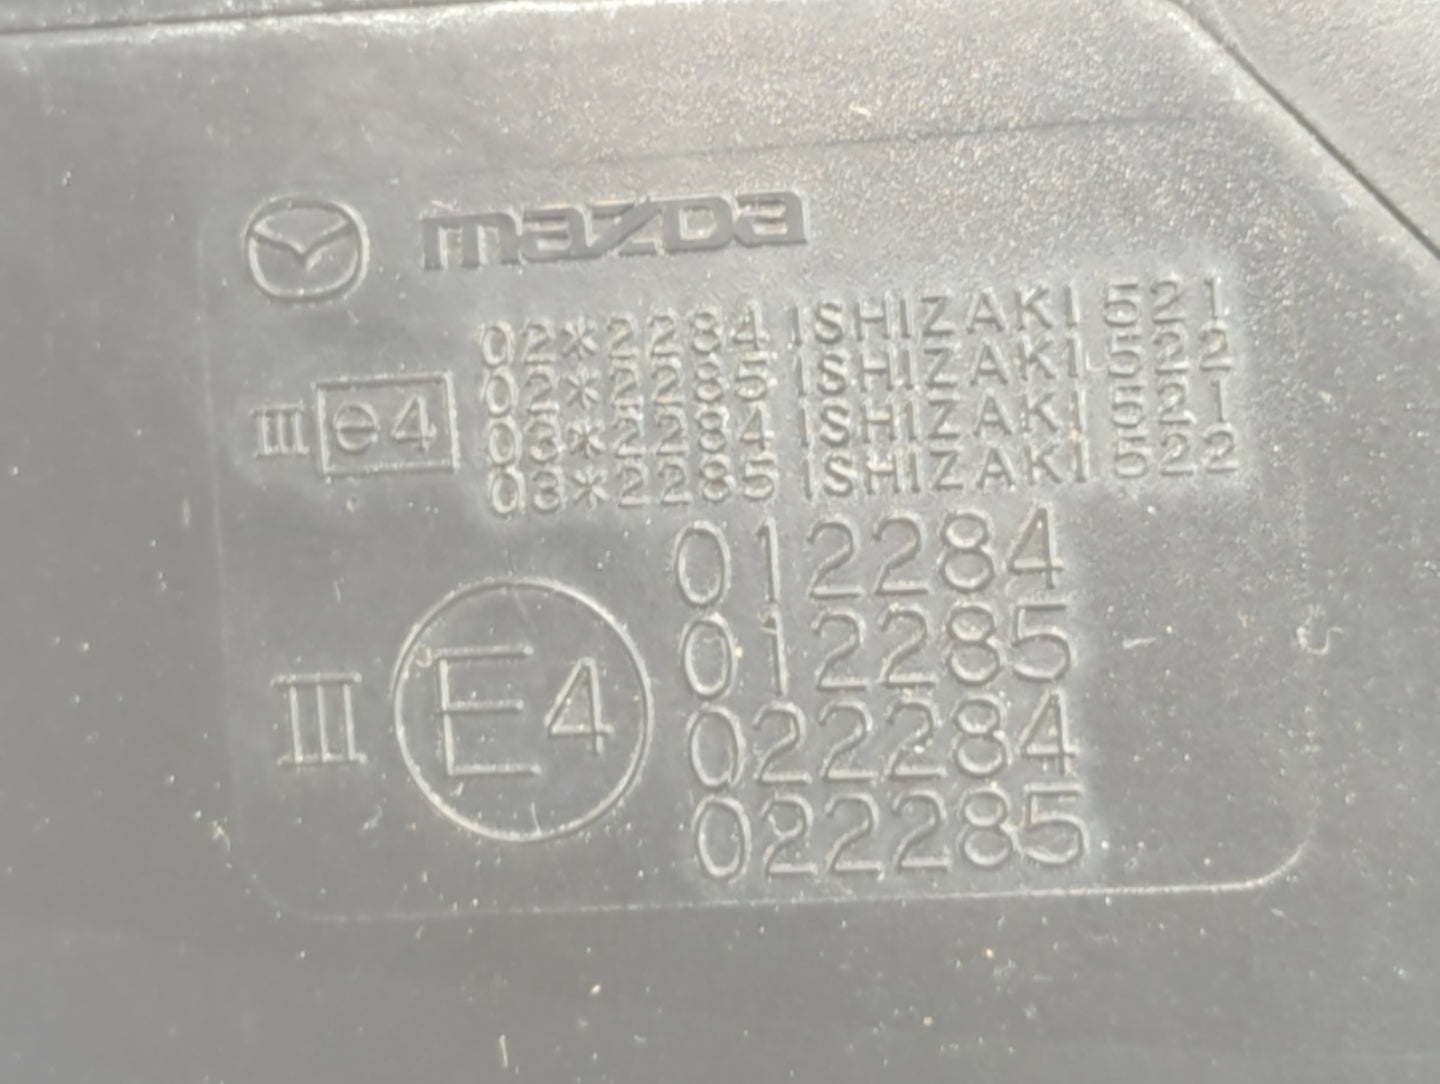 mazda
02*2284 ISHIZAKI 521
02*2285 ISHIZAKI 522
III e4
03*2284 ISHIZAKI 521
03*2285 ISHIZAKI 522
012284
012285
III E4
022284
022285